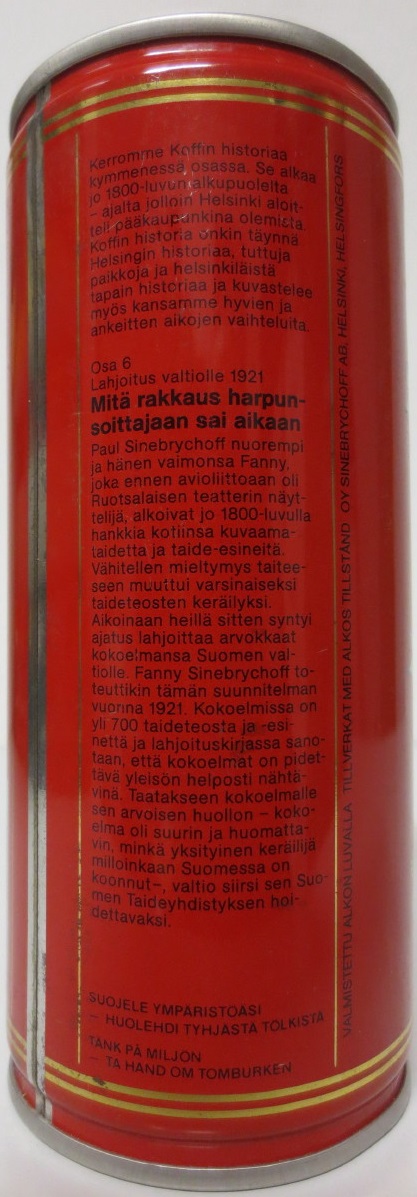 Kerromme Koffin historiaa
kymmenessä osassa. Se alkaa
jo 1800-luvun alkupuolelta
– ajalta jolloin Helsinki aloit-
teli pääkaupunkina olemista.
Koffin historia onkin täynnä
Helsingin historiaa, tuttuja
paikkoja ja helsinkiläistä
tapain historiaa ja kuvastelee
myös kansamme hyvien ja
ankeitten aikojen vaihteluita.
Osa 6
Lahjoitus valtiolle 1921
Mitä rakkaus harpun-
soittajaan sai aikaan
Paul Sinebrychoff nuorempi
ja hänen vaimonsa Fanny,
joka ennen avioliittoaan oli
Ruotsalaisen teatterin näyt-
telijä, alkoivat jo 1800-luvulla
hankkia kotiinsa kuvaama-
taidetta ja taide-esineitä.
Vähitellen mieltymys taitee-
seen muuttui varsinaiseksi
taideteosten keräilyksi.
Aikoinaan heillä sitten syntyi
ajatus lahjoittaa arvokkaat
kokoelmansa Suomen val-
tiolle. Fanny Sinebrychoff to-
teuttikin tämän suunnitelman
vuonna 1921. Kokoelmissa on
yli 700 taideteosta ja -esi-
nettä ja lahjoituskirjassa sano-
taan, että kokoelmat on pidet-
tävä yleisön helposti nähtä-
vinä. Taatakseen kokoelmalle
sen arvoisen huollon – koko-
elma oli suurin ja huomatta-
vin, minkä yksityinen keräilijä
milloinkaan Suomessa on
koonnut–, valtio siirsi sen Suo-
men Taideyhdistyksen hoi-
dettavaksi.
SUOJELE YMPÄRISTÖÄSI
– HUOLEHDI TYHJÄSTÄ TÖLKISTÄ
TÄNK PÅ MILJÖN
– TA HAND OM TOMBURKEN
VALMISTETTU ALKON LUVALLA TILLVERKAT MED ALKOS TILLSTÅND OY SINEBRYCHOFF AB, HELSINKI, HELSINGFORS